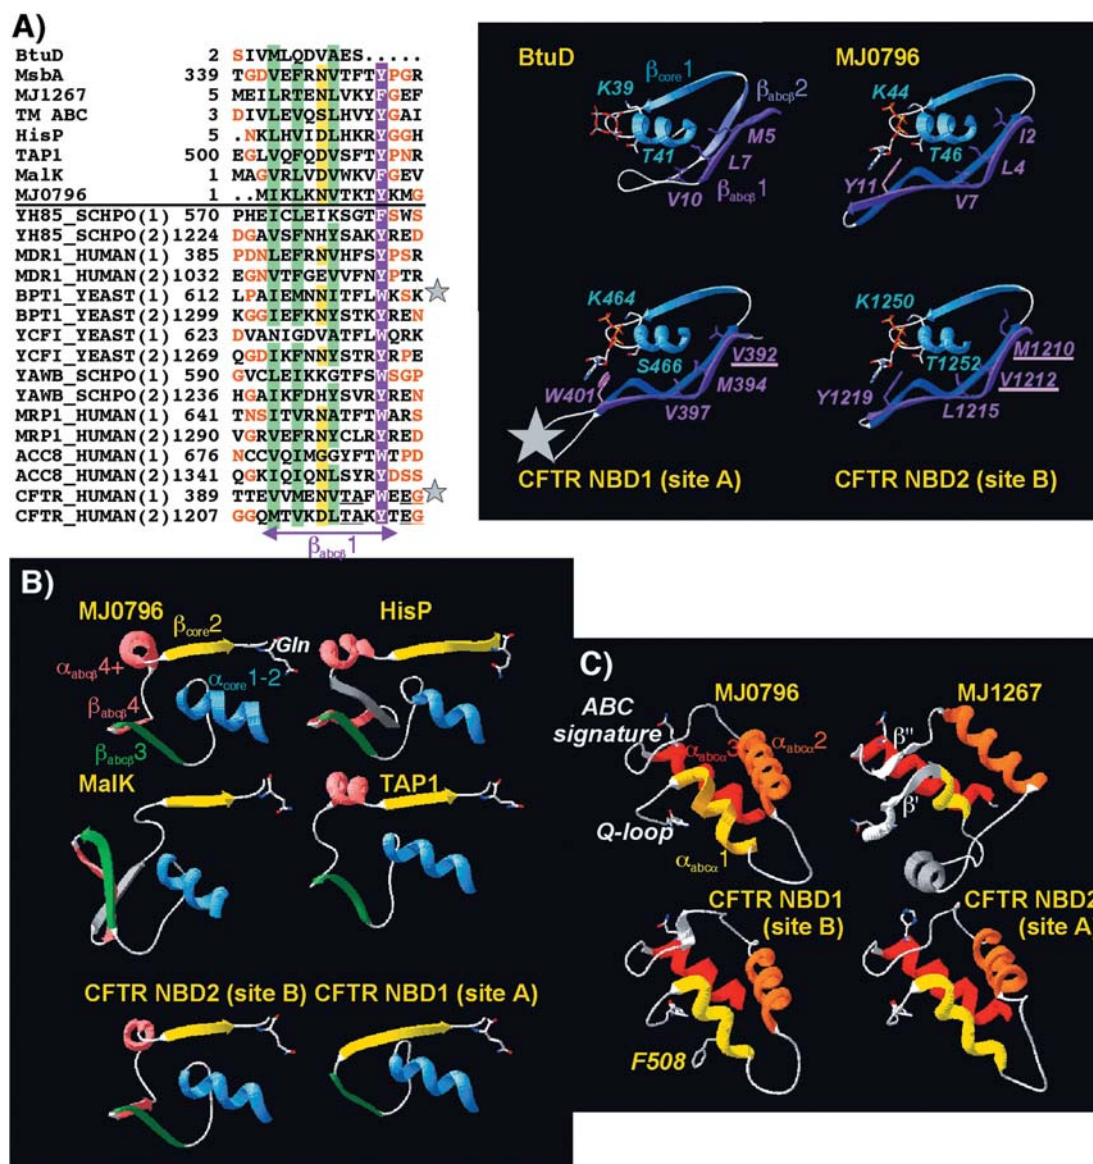 A)
BtuD 2 SIVMLQDVAES.....
MsbA 339 TGDVEFRNVTFTYPGR
MJ1267 5 MEILRTENLVKYFGEF
TM ABC 3 DIVLEVQSLHVYYGAI
HisP 5 .NKLHVIDLHKRYGGH
TAP1 500 EGLVQFQDVSFTYPNR
MalK 1 MAGVRLVDVWKVFGEV
MJ0796 1 ..MIKLKNVTKTYKMG
YH85_SCHPO(1) 570 PHEICLEIKSGTFSWS
YH85_SCHPO(2)1224 DGAVSFNHYSAKYRED
MDR1_HUMAN(1) 385 PDNLEFRNVHFSYPSR
MDR1_HUMAN(2)1032 EGNVTFGEVVFNYPTR
BPT1_YEAST(1) 612 LPAIEMNNITFLWKSK
BPT1_YEAST(2)1299 KGGIEFKNYSTKYREN
YCFI_YEAST(1) 623 DVANIGDVATFLWQRK
YCFI_YEAST(2)1269 QGDIKFNNYSTRYRPE
YAWB_SCHPO(1) 590 GVCLEIKKGTFSWSGP
YAWB_SCHPO(2)1236 HGAIKFDHYSVRYREN
MRP1_HUMAN(1) 641 TNSITVRNATFTWARS
MRP1_HUMAN(2)1290 VGRVEFRNYCLRYRED
ACC8_HUMAN(1) 676 NCCVQIMGGYFTWTPD
ACC8_HUMAN(2)1341 QGKIQIQNLSYRYDSS
CFTR_HUMAN(1) 389 TTEVVMENVTAFWEEG
CFTR_HUMAN(2)1207 GGQMTVKDLTAKYTEG
βabcβ1
BtuD
βcore1
K39
βabcβ2
M5
T41
L7
V10
βabcβ1
MJ0796
K44
I2
T46
L4
Y11
V7
K464
S466
V392
M394
W401
V397
CFTR NBD1 (site A)
K1250
M1210
T1252
V1212
Y1219
L1215
CFTR NBD2 (site B)
B)
MJ0796
βcore2
Gln
αabcβ4+
αcore1-2
βabcβ4
βabcβ3
HisP
MalK
TAP1
CFTR NBD2 (site B)
CFTR NBD1 (site A)
C)
MJ0796
ABC
signature
αabcα3
αabcα2
Q-loop
αabcα1
MJ1267
β"
β'
CFTR NBD1
(site B)
F508
CFTR NBD2
(site A)